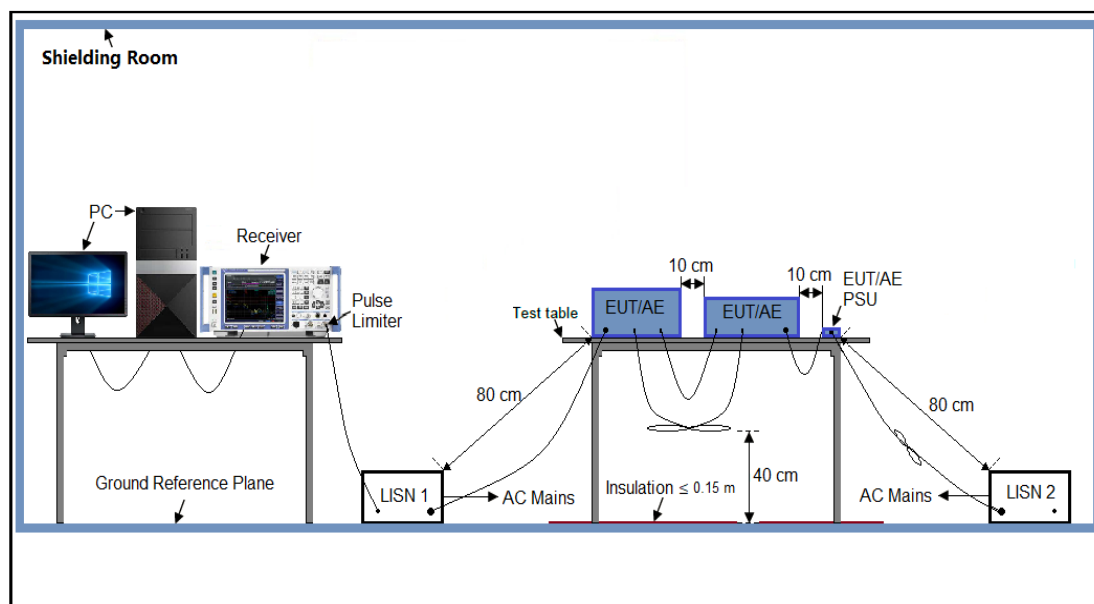 Shielding Room
PC
Receiver
Pulse
Limiter
10 cm
10 cm
EUT/AE
PSU
EUT/AE
EUT/AE
Test table
80 cm
80 cm
40 cm
Ground Reference Plane
LISN 1
AC Mains
Insulation ≤ 0.15 m
AC Mains
LISN 2